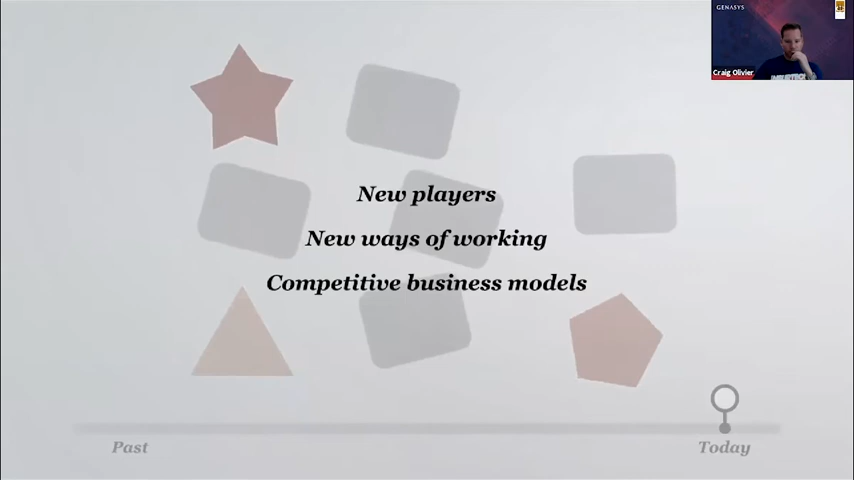 GENASYS
Craig Olivier
New players
New ways of working
Competitive business models
Past
Today